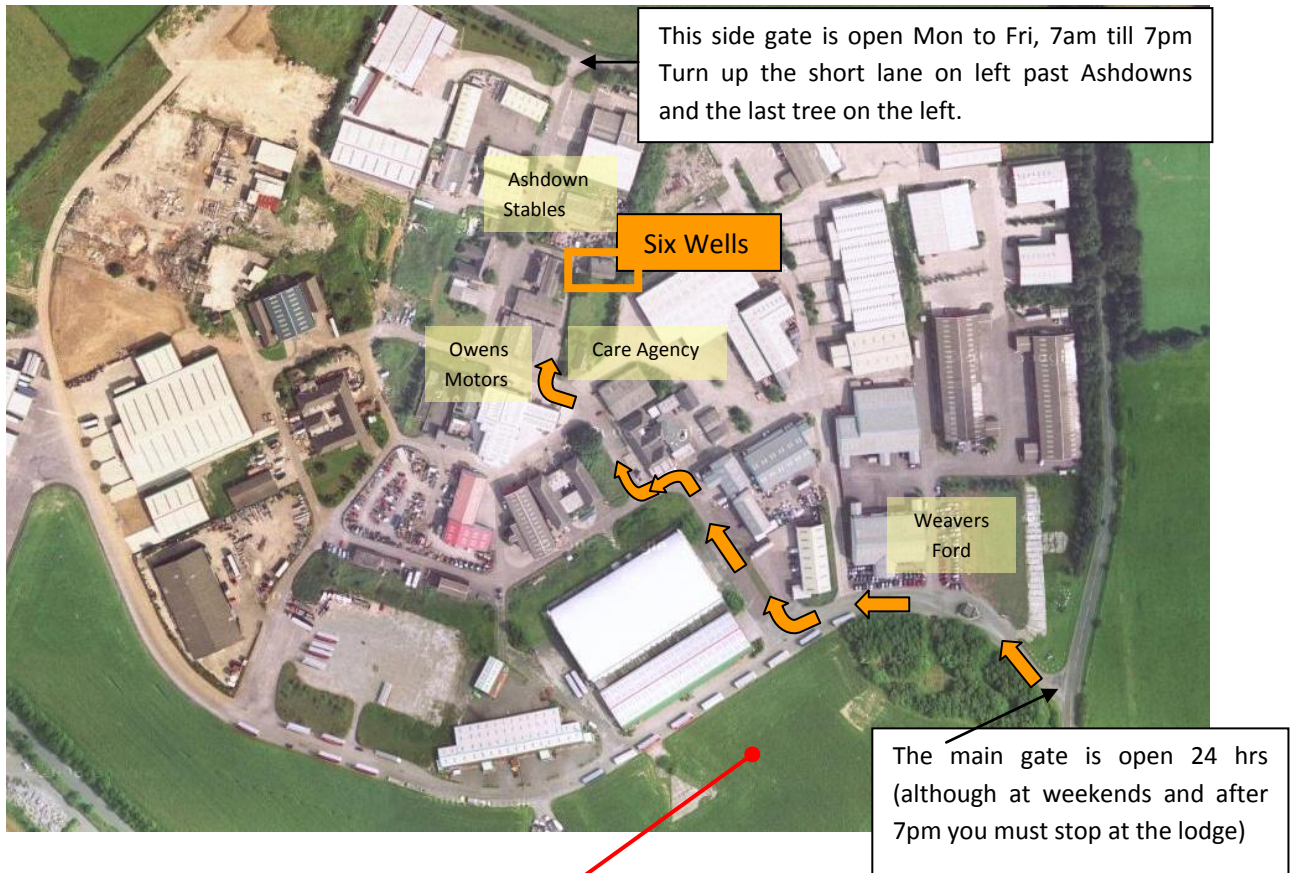 This side gate is open Mon to Fri, 7am till 7pm
Turn up the short lane on left past Ashdowns
and the last tree on the left.
Ashdown
Stables
Six Wells
Owens
Motors
Care Agency
Weavers
Ford
The main gate is open 24 hrs
(although at weekends and after
7pm you must stop at the lodge)